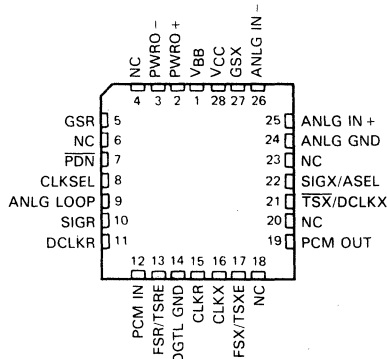 NC
PWRO −
PWRO +
VBB
VCC
GSX
ANLG IN −
4 3 2 1 28 27 26
GSR 5
NC 6
PDN 7
CLKSEL 8
ANLG LOOP 9
SIGR 10
DCLKR 11
25 ANLG IN +
24 ANLG GND
23 NC
22 SIGX/ASEL
21 TSX/DCLKX
20 NC
19 PCM OUT
12 13 14 15 16 17 18
PCM IN
FSR/TSRE
DGTL GND
CLKR
CLKX
FSX/TSXE
NC